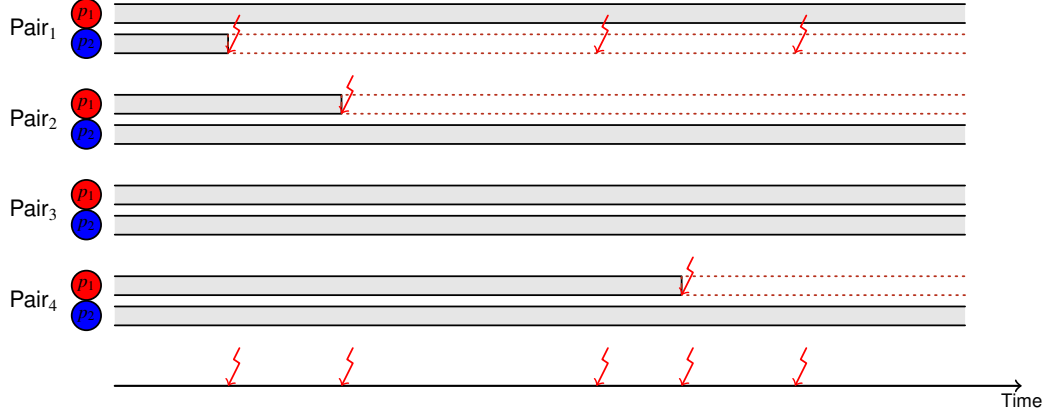 Pair₁ p₁
p₂
Pair₂ p₁
p₂
Pair₃ p₁
p₂
Pair₄ p₁
p₂
Time